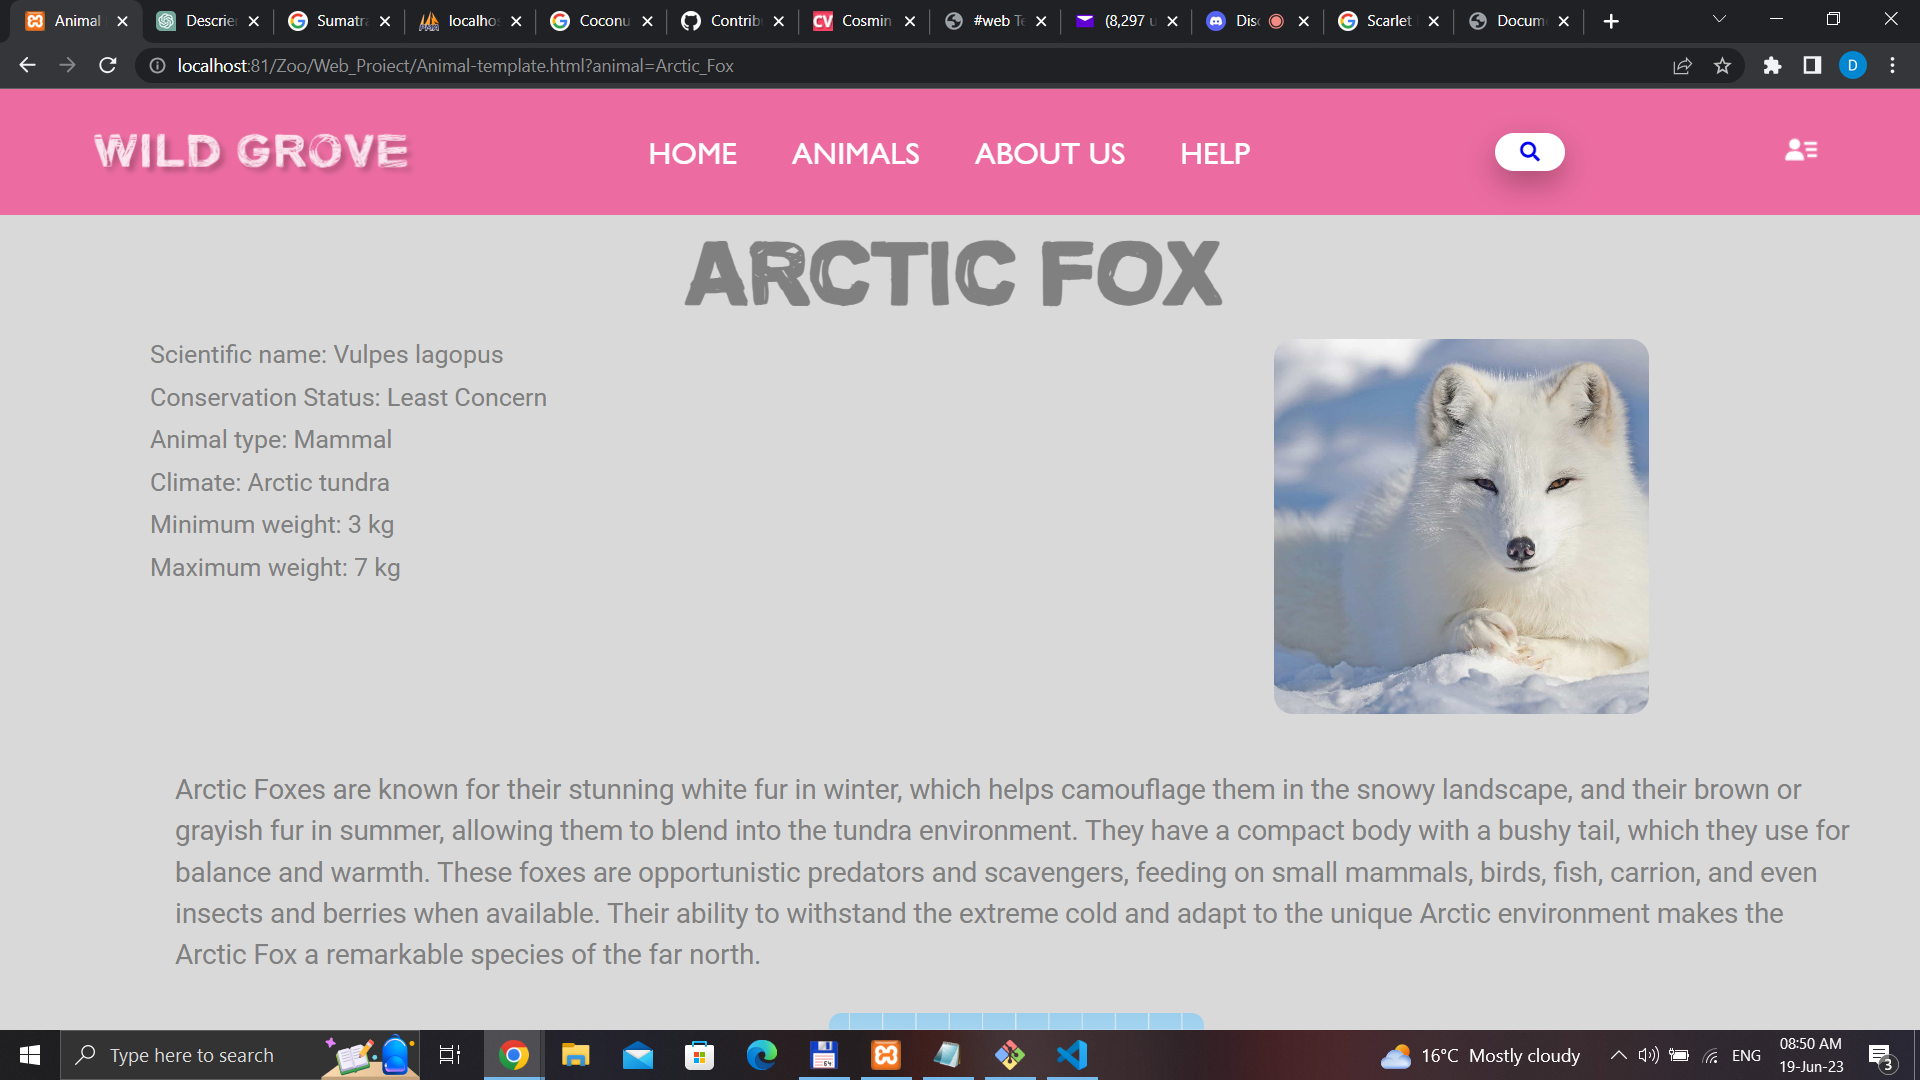 Animal
Descrier
Sumatra
localhos
Coconu
Contrib
Cosmin
#web Te
(8,297 u
Disc
Scarlet
Docum
localhost:81/Zoo/Web_Proiect/Animal-template.html?animal=Arctic_Fox
D
WILD GROVE
HOME
ANIMALS
ABOUT US
HELP
ARCTIC FOX
Scientific name: Vulpes lagopus
Conservation Status: Least Concern
Animal type: Mammal
Climate: Arctic tundra
Minimum weight: 3 kg
Maximum weight: 7 kg
Arctic Foxes are known for their stunning white fur in winter, which helps camouflage them in the snowy landscape, and their brown or
grayish fur in summer, allowing them to blend into the tundra environment. They have a compact body with a bushy tail, which they use for
balance and warmth. These foxes are opportunistic predators and scavengers, feeding on small mammals, birds, fish, carrion, and even
insects and berries when available. Their ability to withstand the extreme cold and adapt to the unique Arctic environment makes the
Arctic Fox a remarkable species of the far north.
Type here to search
16°C Mostly cloudy
ENG
08:50 AM
19-Jun-23
3